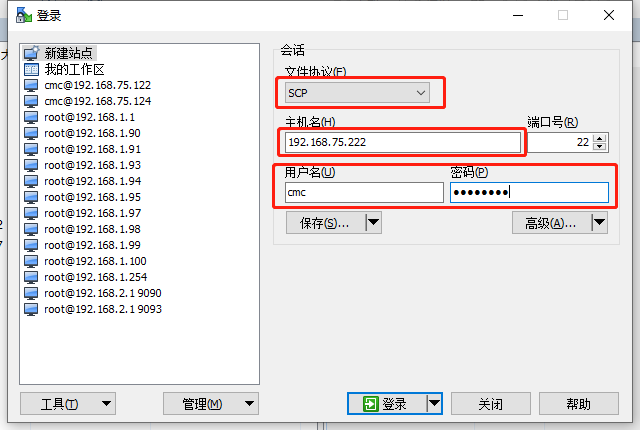 登录
新建站点
我的工作区
cmc@192.168.75.122
cmc@192.168.75.124
root@192.168.1.1
root@192.168.1.90
root@192.168.1.91
root@192.168.1.93
root@192.168.1.94
root@192.168.1.95
root@192.168.1.97
root@192.168.1.98
root@192.168.1.99
root@192.168.1.100
root@192.168.1.254
root@192.168.2.1 9090
root@192.168.2.1 9093
会话
文件协议(F)
SCP
主机名(H) 端口号(R)
192.168.75.222 22
用户名(U) 密码(P)
cmc ●●●●●●●●
保存(S)... 高级(A)...
工具(T) 管理(M) 登录 关闭 帮助